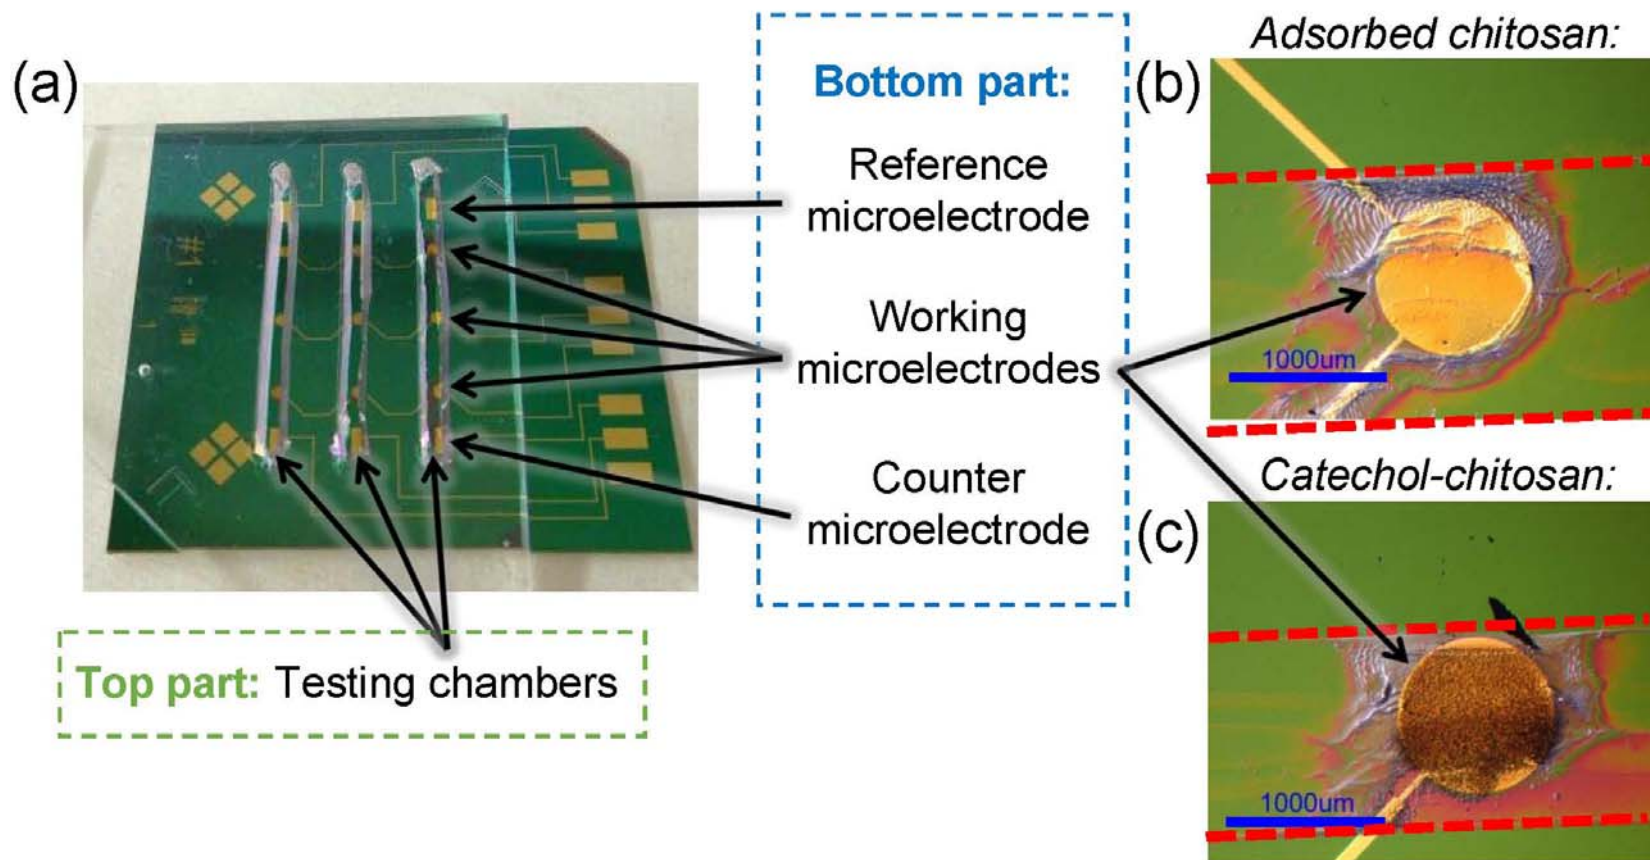 (a)
Bottom part:
Reference
microelectrode
Working
microelectrodes
Counter
microelectrode
Top part: Testing chambers
Adsorbed chitosan:
(b)
1000um
Catechol-chitosan:
(c)
1000um